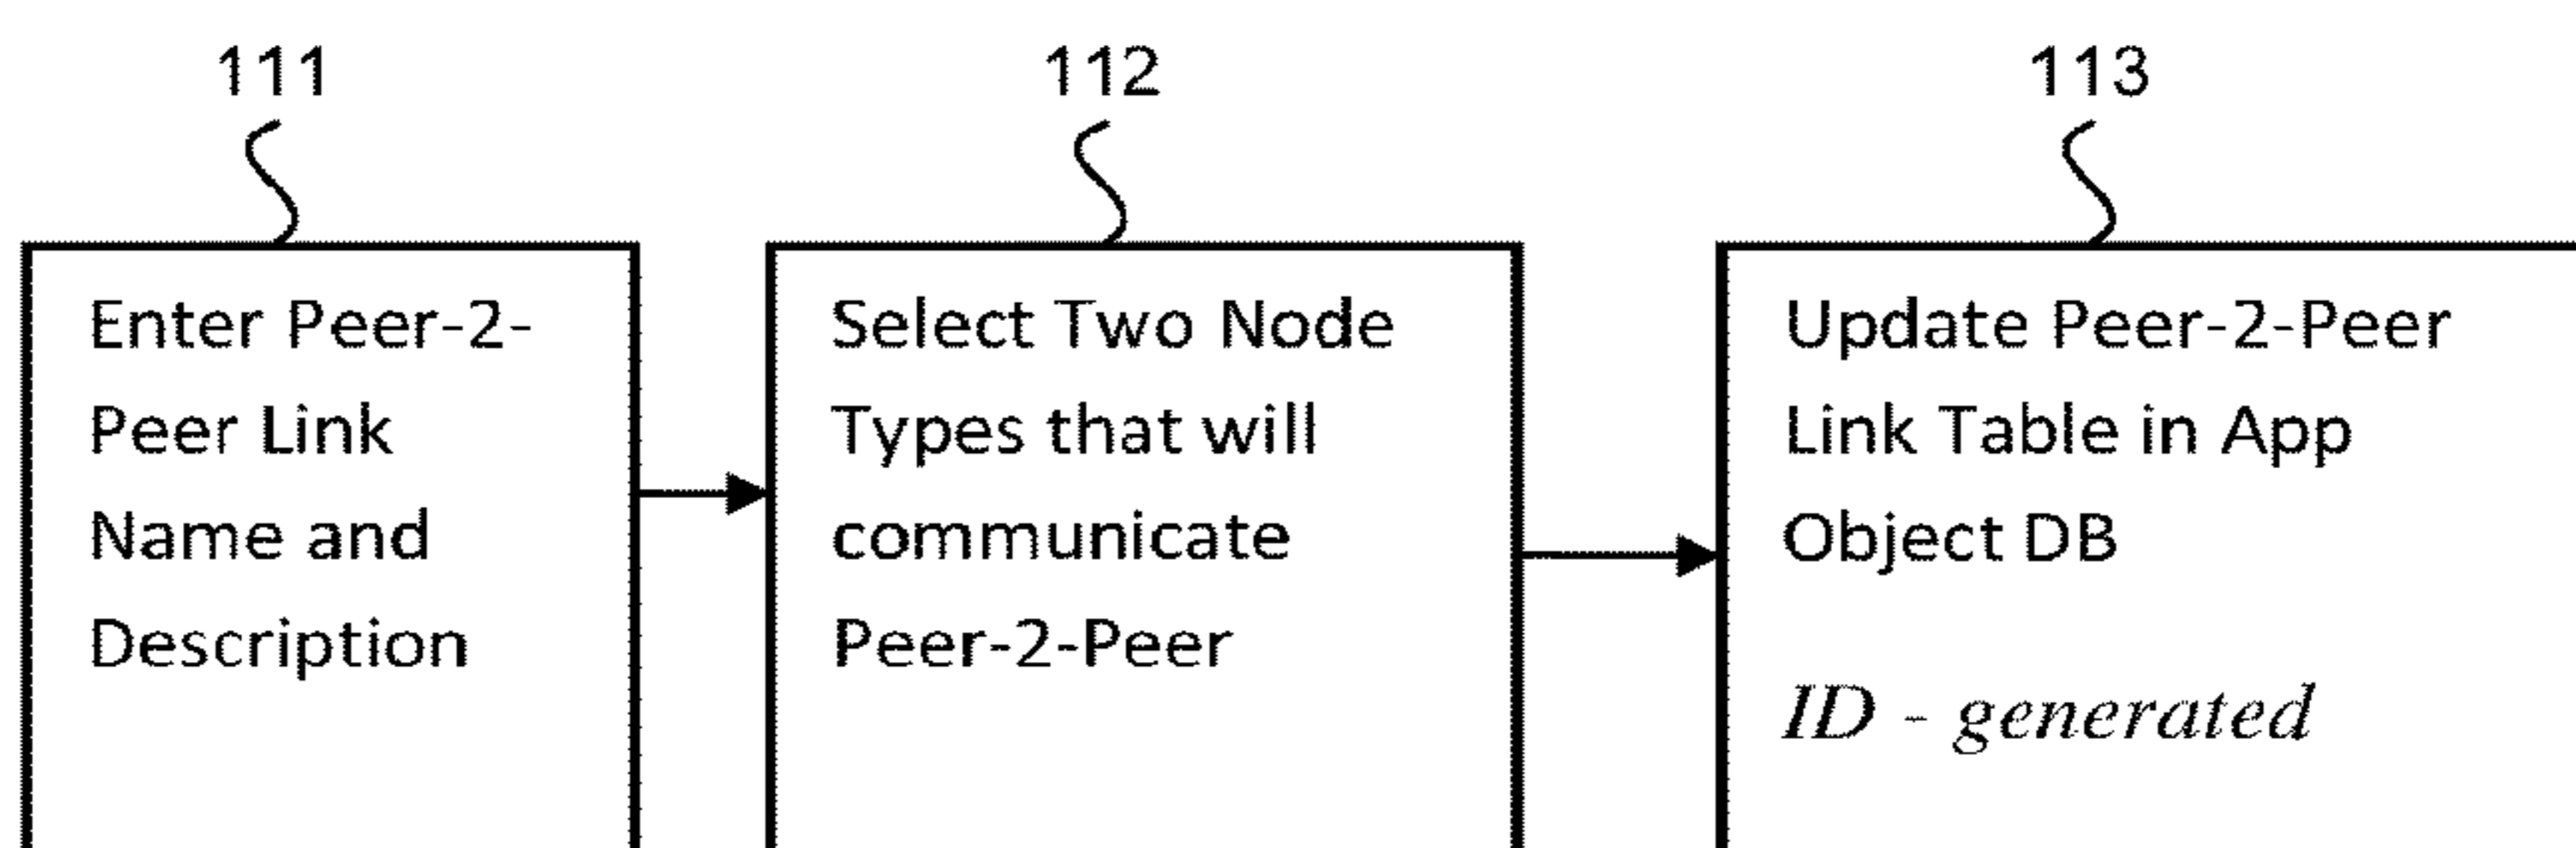 111
112
113
Enter Peer-2-
Peer Link
Name and
Description
Select Two Node
Types that will
communicate
Peer-2-Peer
Update Peer-2-Peer
Link Table in App
Object DB
ID - generated